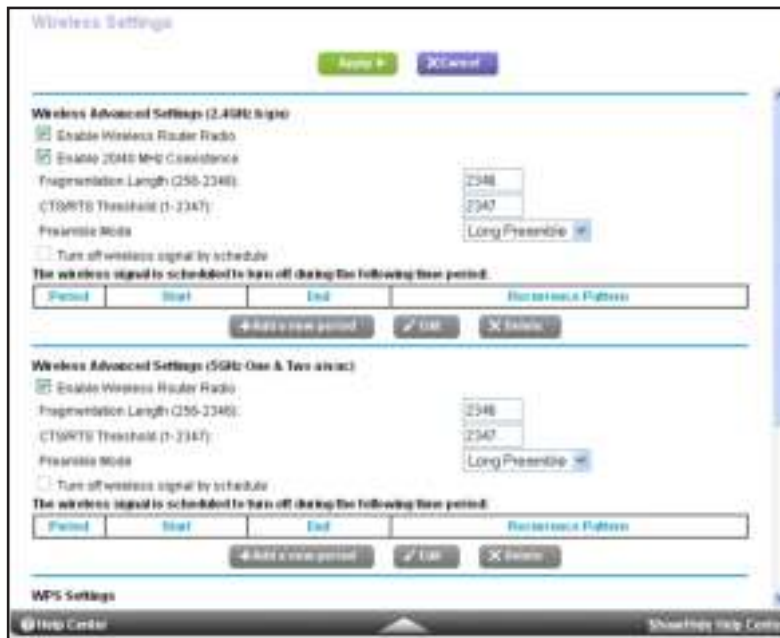 Wireless Settings
Apply
X Cancel
Wireless Advanced Settings (2.4GHz b/g/n)
Enable Wireless Router Radio
Enable 20/40 MHz Coexistence
Fragmentation Length (256-2346): 2346
CTS/RTS Threshold (1-2347): 2347
Preamble Mode Long Preamble
Turn off wireless signal by schedule
The wireless signal is scheduled to turn off during the following time period:
Period Start End Recurrence Pattern
+Add a new period Edit X Delete
Wireless Advanced Settings (5GHz One & Two a/n/ac)
Enable Wireless Router Radio
Fragmentation Length (256-2346): 2346
CTS/RTS Threshold (1-2347): 2347
Preamble Mode Long Preamble
Turn off wireless signal by schedule
The wireless signal is scheduled to turn off during the following time period:
Period Start End Recurrence Pattern
+Add a new period Edit X Delete
WPS Settings
Help Center Show/Hide Help Center